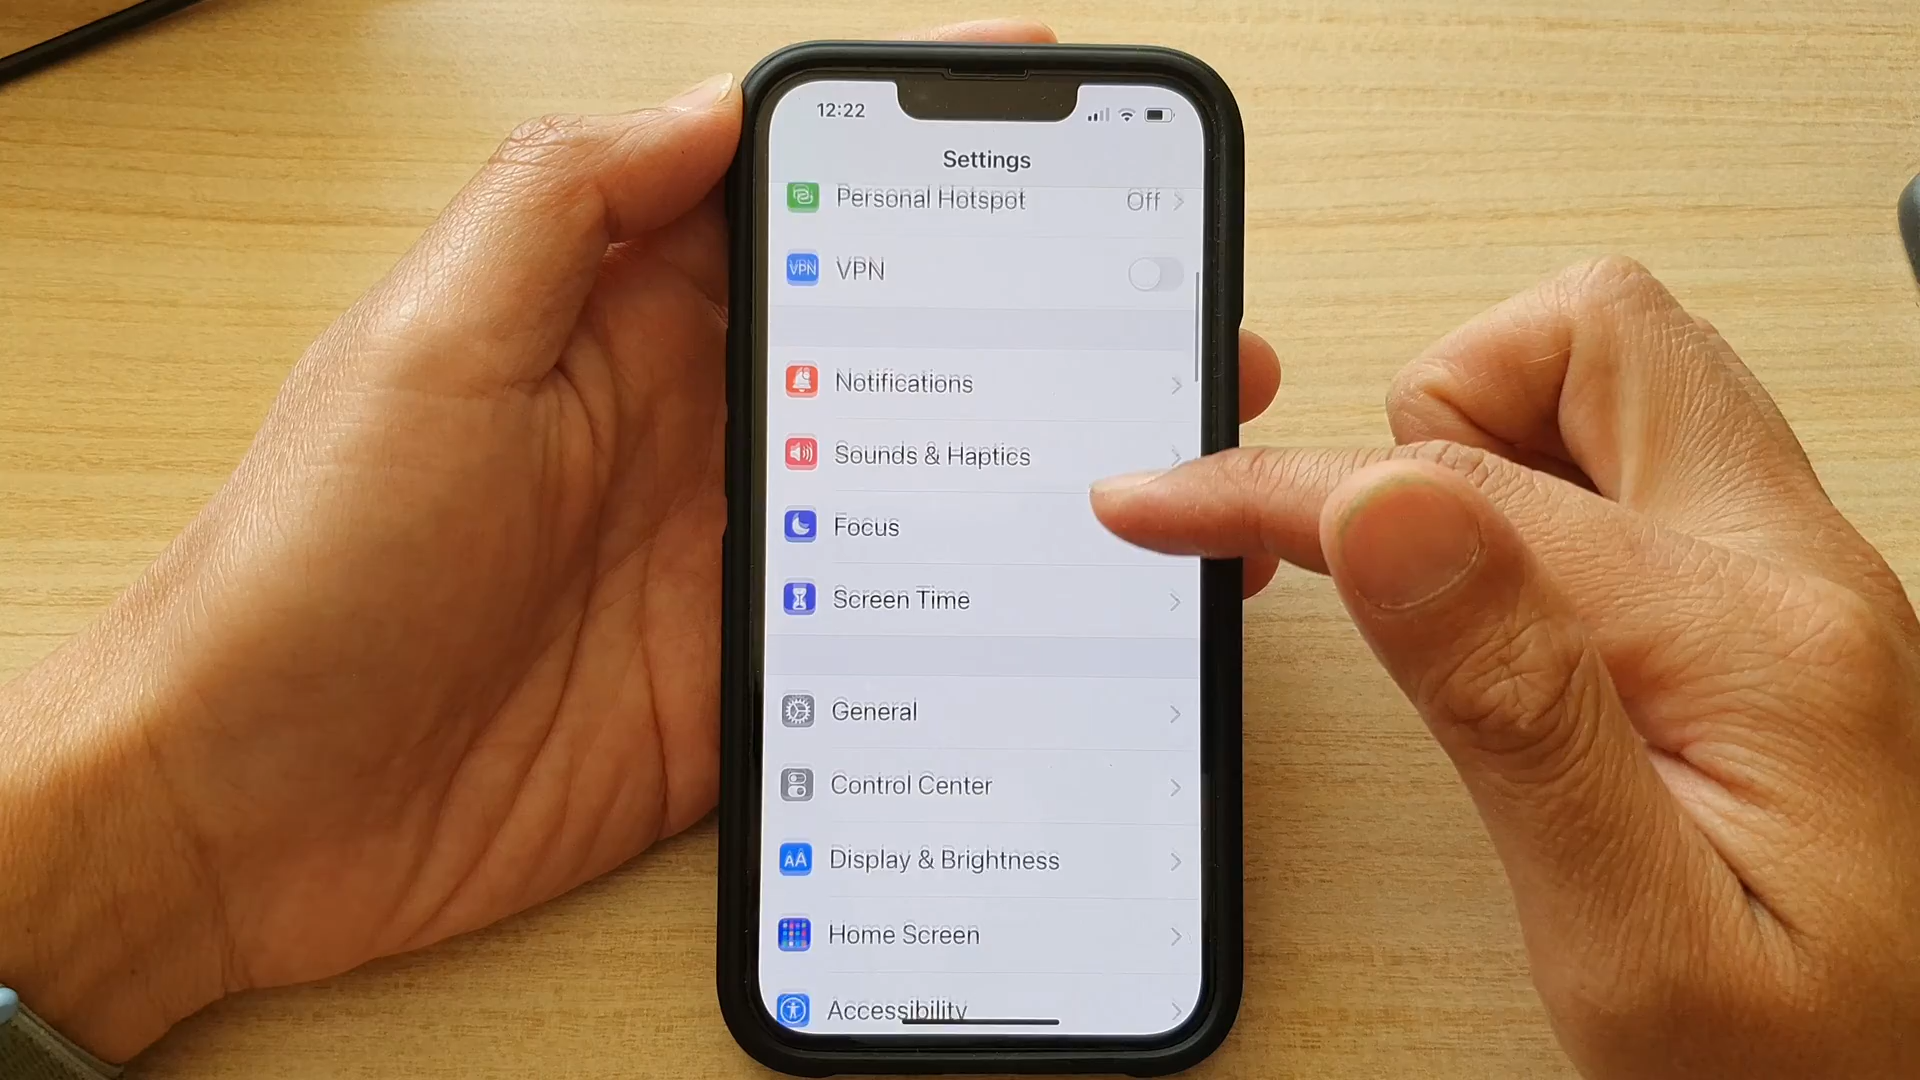 12:22
Settings
Personal Hotspot Off
VPN VPN
Notifications
Sounds & Haptics
Focus
Screen Time
General
Control Center
AA Display & Brightness
Home Screen
Accessibility